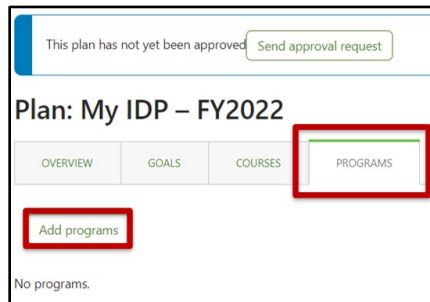 This plan has not yet been approved Send approval request
Plan: My IDP – FY2022
OVERVIEW GOALS COURSES PROGRAMS
Add programs
No programs.